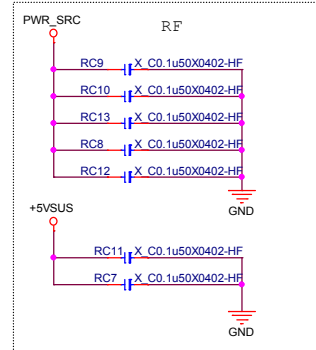 PWR_SRC
RF
RC9 X_C0.1u50X0402-HF
RC10 X_C0.1u50X0402-HF
RC13 X_C0.1u50X0402-HF
RC8 X_C0.1u50X0402-HF
RC12 X_C0.1u50X0402-HF
GND
+5VSUS
RC11 X_C0.1u50X0402-HF
RC7 X_C0.1u50X0402-HF
GND